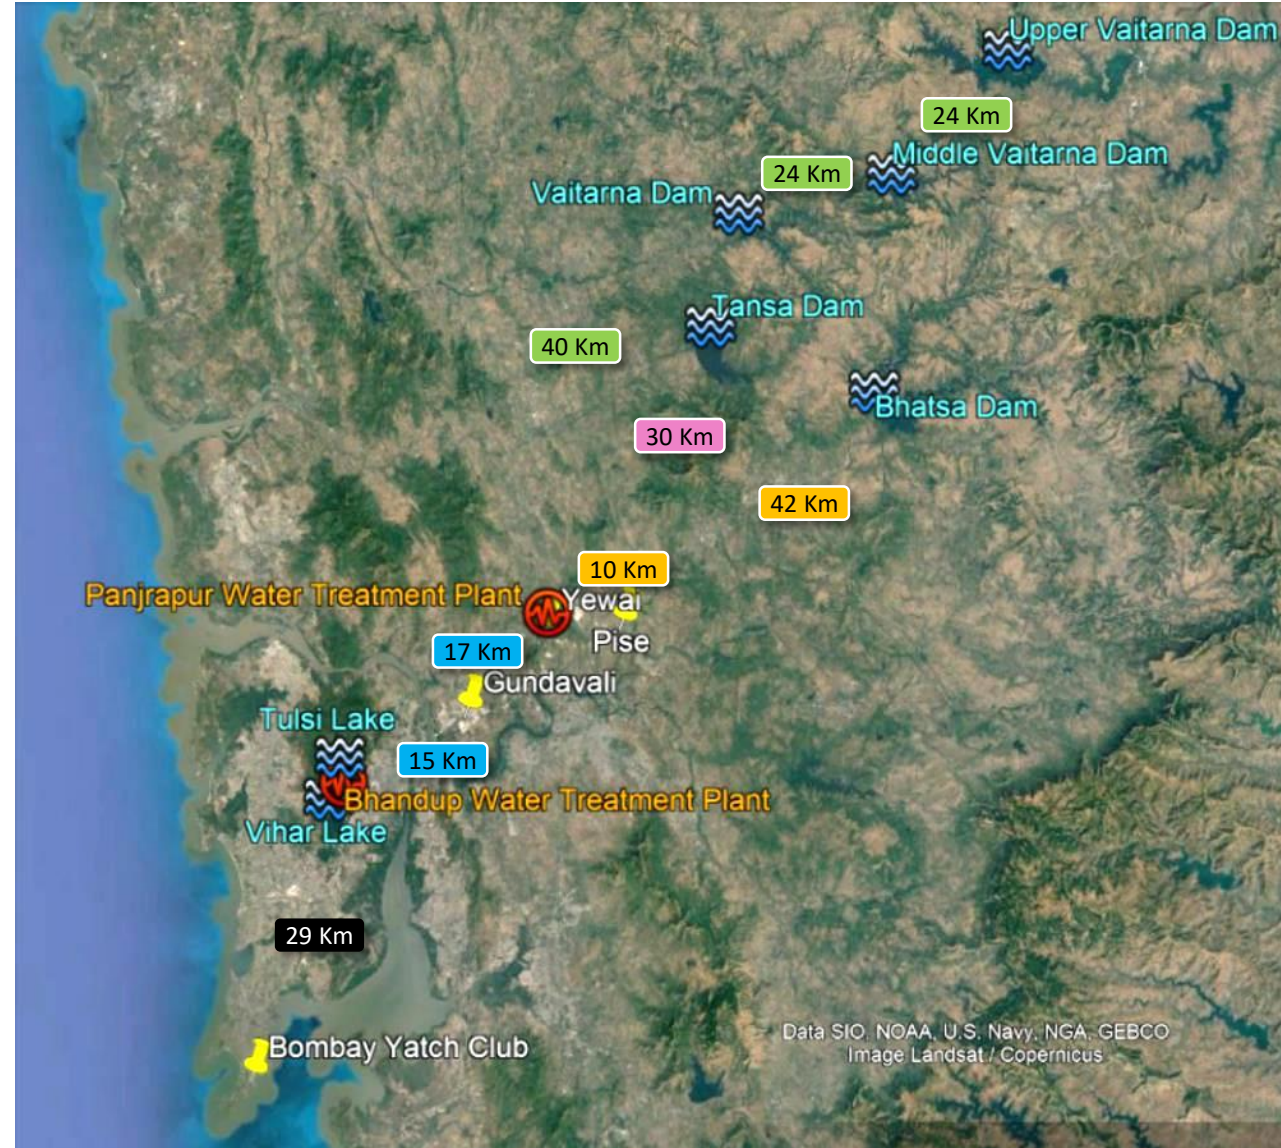 Upper Vaitarna Dam
24 Km
Middle Vaitarna Dam
24 Km
Vaitarna Dam
Tansa Dam
40 Km
Bhatsa Dam
30 Km
42 Km
10 Km
Panjrapur Water Treatment Plant
Yewai
Pise
17 Km
Gundavali
Tulsi Lake
15 Km
Bhandup Water Treatment Plant
Vihar Lake
29 Km
Bombay Yatch Club
Data SIO, NOAA, U.S. Navy, NGA, GEBCO
Image Landsat / Copernicus